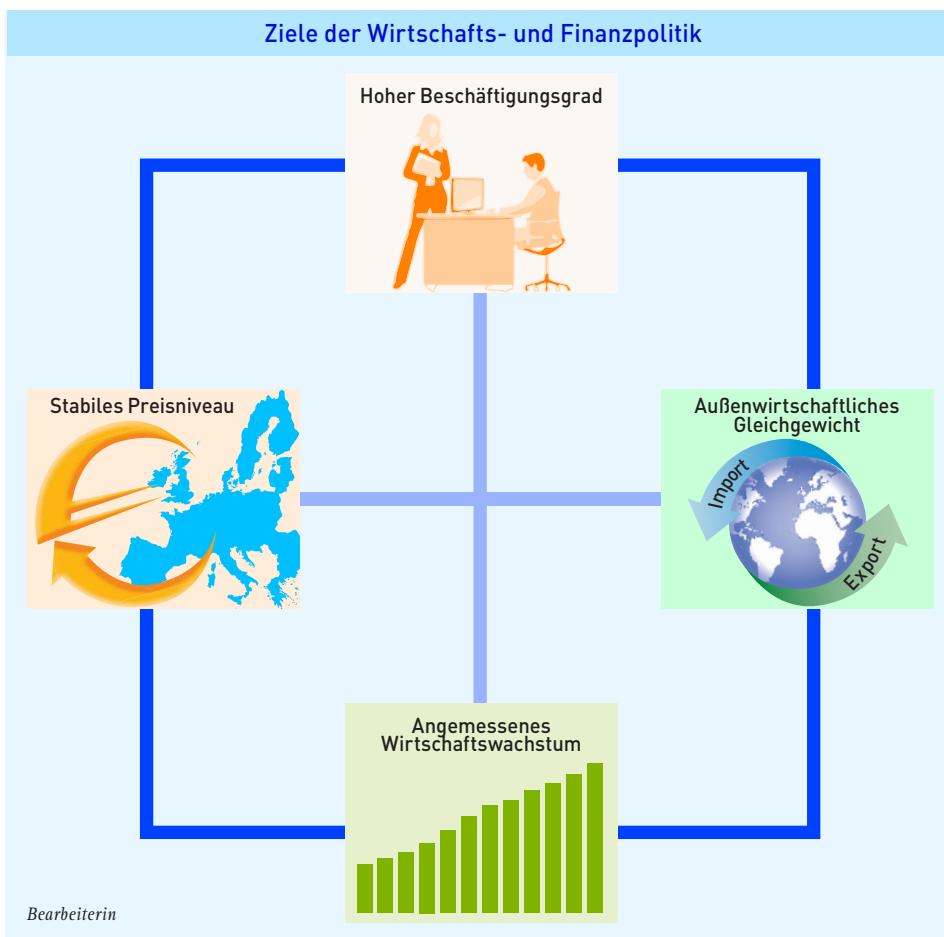 Ziele der Wirtschafts- und Finanzpolitik
Hoher Beschäftigungsgrad
Stabiles Preisniveau
Außenwirtschaftliches
Gleichgewicht
Import
Export
Angemessenes
Wirtschaftswachstum
Bearbeiterin